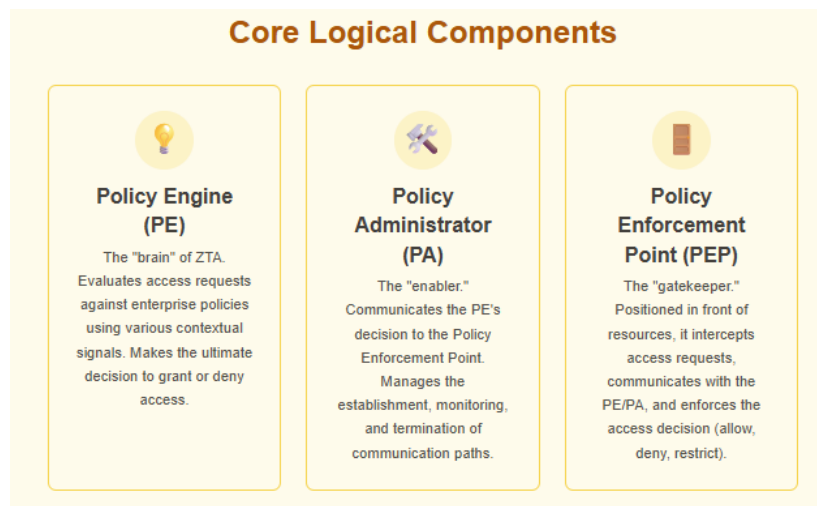 Core Logical Components
Policy Engine
(PE)
The "brain" of ZTA.
Evaluates access requests
against enterprise policies
using various contextual
signals. Makes the ultimate
decision to grant or deny
access.
Policy
Administrator
(PA)
The "enabler."
Communicates the PE's
decision to the Policy
Enforcement Point.
Manages the
establishment, monitoring,
and termination of
communication paths.
Policy
Enforcement
Point (PEP)
The "gatekeeper."
Positioned in front of
resources, it intercepts
access requests,
communicates with the
PE/PA, and enforces the
access decision (allow,
deny, restrict).